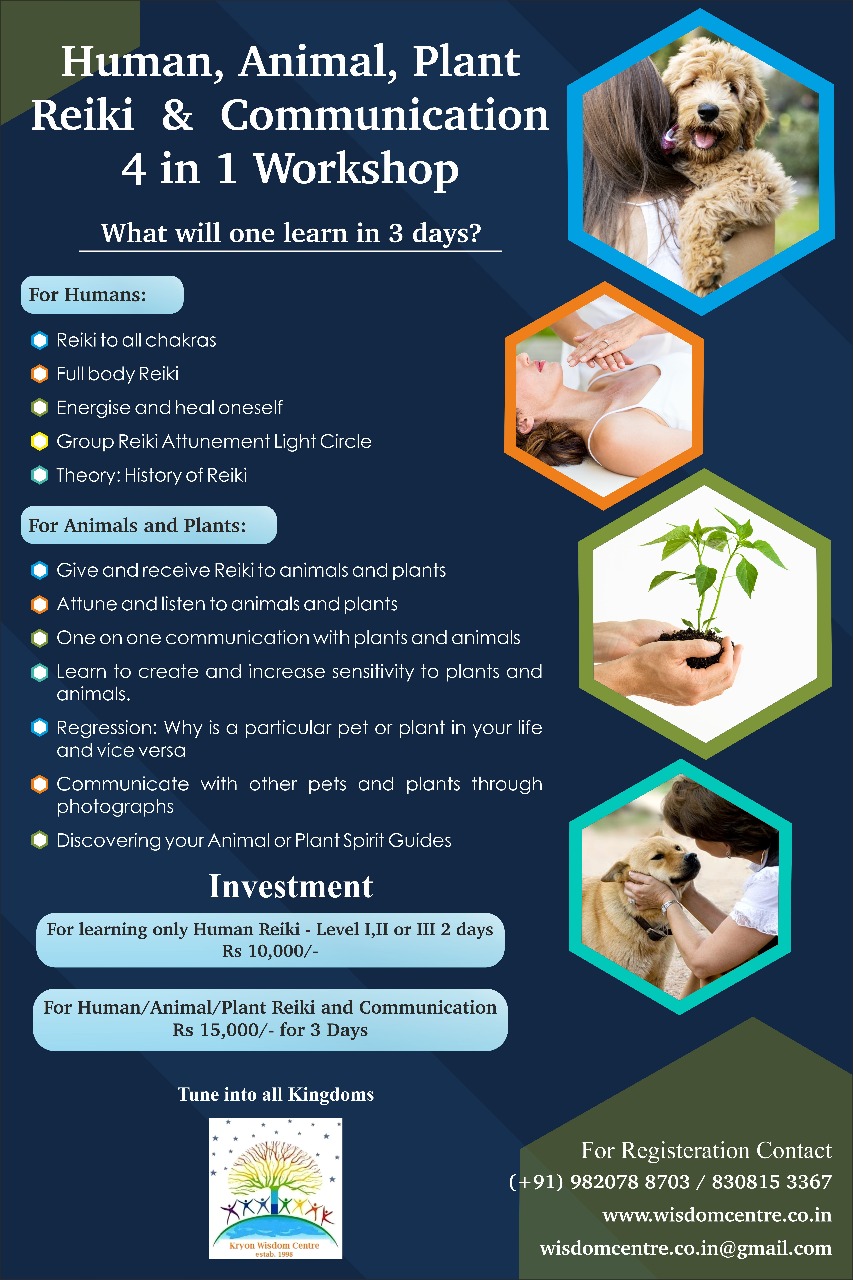 Human, Animal, Plant
Reiki & Communication
4 in 1 Workshop
What will one learn in 3 days?
For Humans:
Reiki to all chakras
Full body Reiki
Energise and heal oneself
Group Reiki Attunement Light Circle
Theory: History of Reiki
For Animals and Plants:
Give and receive Reiki to animals and plants
Attune and listen to animals and plants
One on one communication with plants and animals
Learn to create and increase sensitivity to plants and
animals.
Regression: Why is a particular pet or plant in your life
and vice versa
Communicate with other pets and plants through
photographs
Discovering your Animal or Plant Spirit Guides
Investment
For learning only Human Reiki - Level I,II or III 2 days
Rs 10,000/-
For Human/Animal/Plant Reiki and Communication
Rs 15,000/- for 3 Days
Tune into all Kingdoms
Kryon Wisdom Centre
estab. 1998
For Registeration Contact
(+91) 982078 8703 / 830815 3367
www.wisdomcentre.co.in
wisdomcentre.co.in@gmail.com